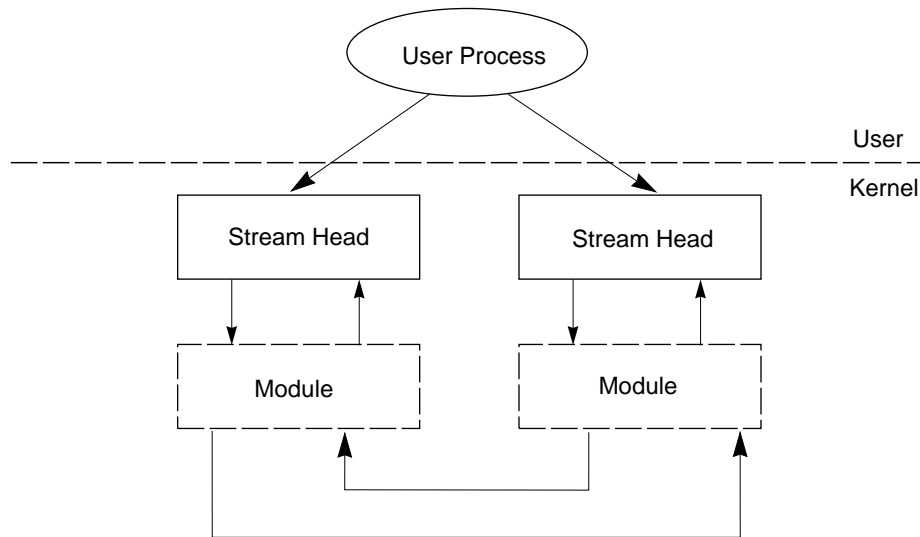 User Process
User
Kernel
Stream Head
Stream Head
Module
Module